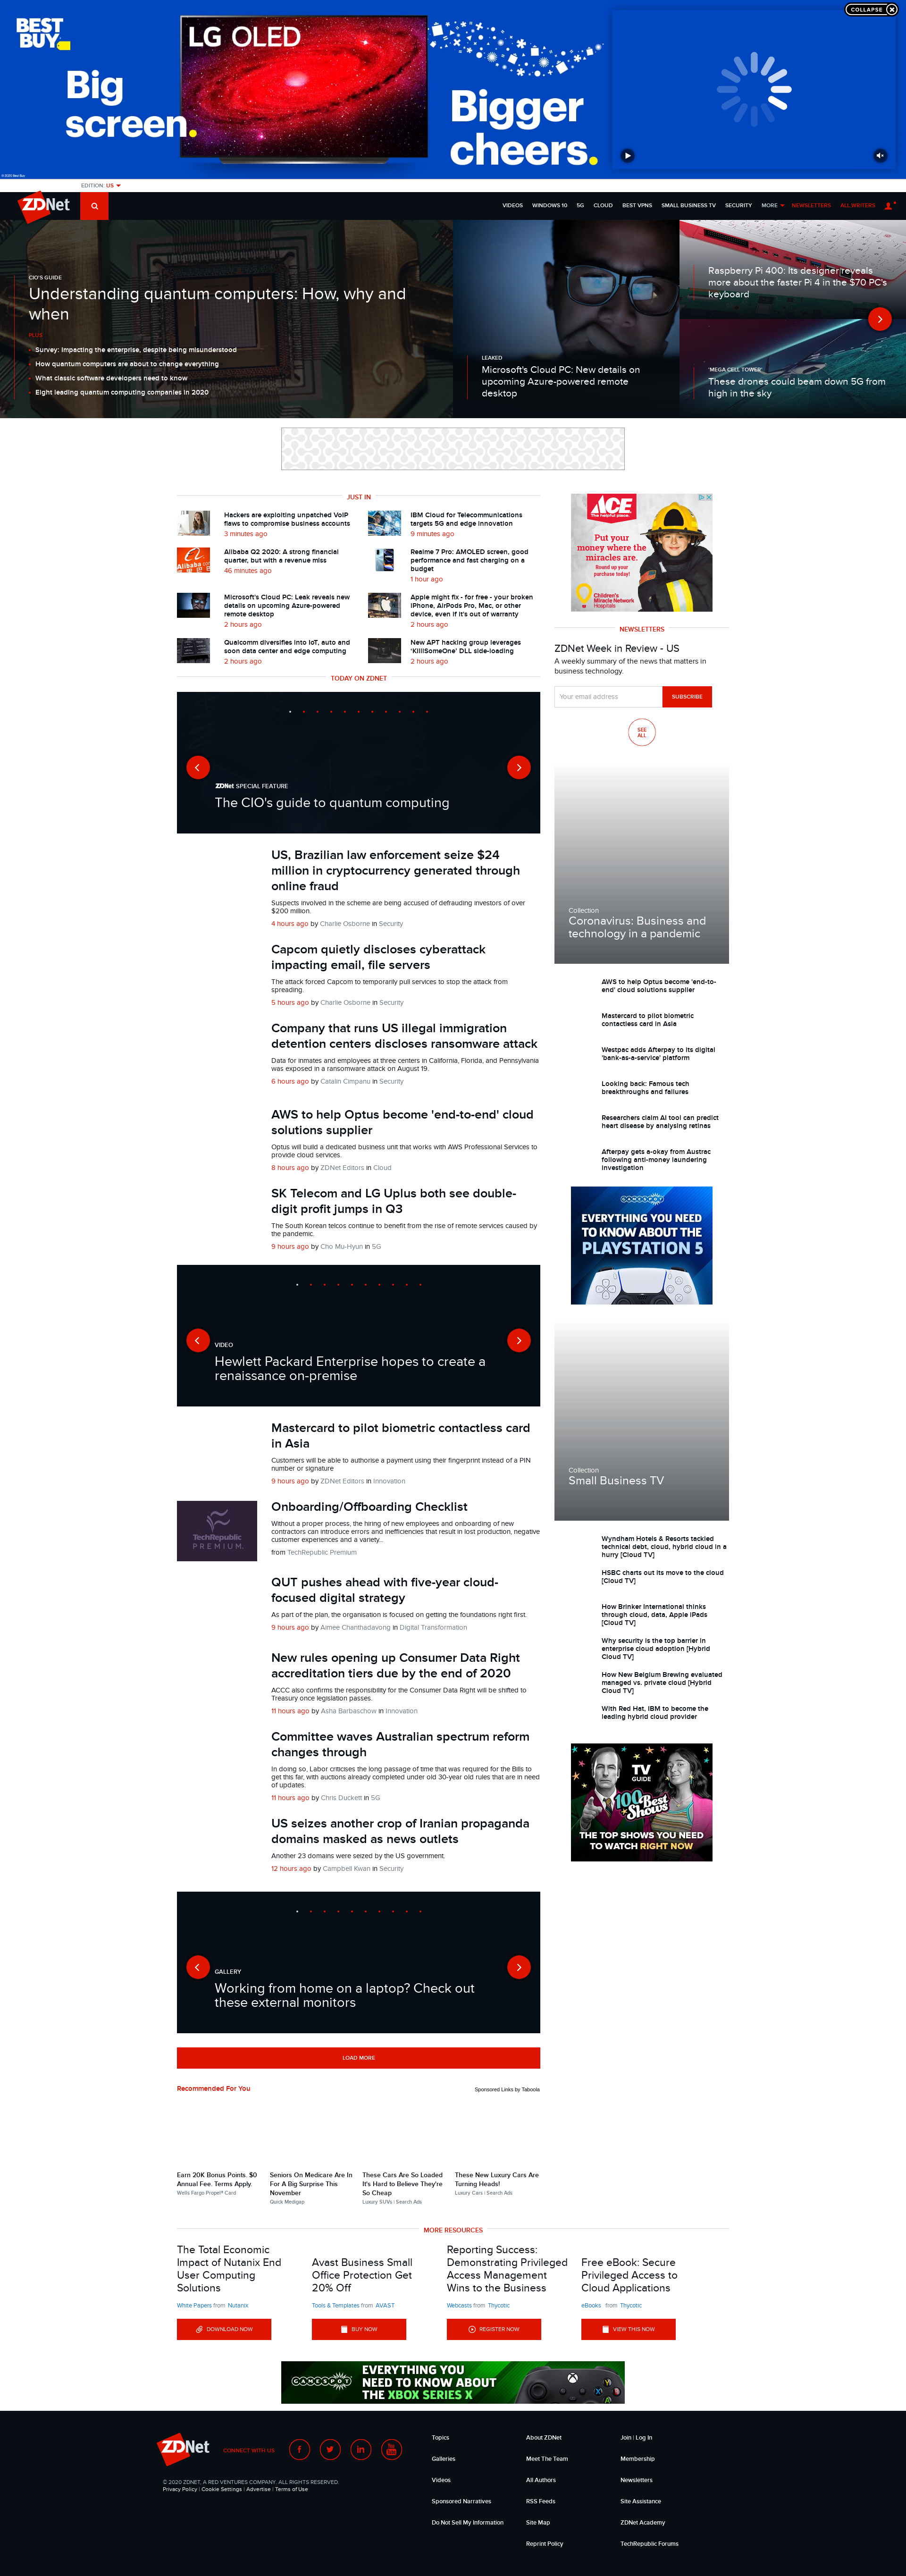 COLLAPSE
BEST
BUY
LG OLED
Big
screen.
Bigger
cheers.
EDITION: US
ZDNet
VIDEOS
WINDOWS 10
5G
CLOUD
BEST VPNS
SMALL BUSINESS TV
SECURITY
MORE
NEWSLETTERS
ALL WRITERS
CIO'S GUIDE
Understanding quantum computers: How, why and
when
PLUS
Survey: Impacting the enterprise, despite being misunderstood
How quantum computers are about to change everything
What classic software developers need to know
Eight leading quantum computing companies in 2020
LEAKED
Microsoft's Cloud PC: New details on
upcoming Azure-powered remote
desktop
Raspberry Pi 400: Its designer reveals
more about the faster Pi 4 in the $70 PC's
keyboard
'MEGA CELL TOWER'
These drones could beam down 5G from
high in the sky
JUST IN
Hackers are exploiting unpatched VoIP
flaws to compromise business accounts
3 minutes ago
IBM Cloud for Telecommunications
targets 5G and edge innovation
9 minutes ago
Alibaba Q2 2020: A strong financial
quarter, but with a revenue miss
46 minutes ago
Realme 7 Pro: AMOLED screen, good
performance and fast charging on a
budget
1 hour ago
Microsoft's Cloud PC: Leak reveals new
details on upcoming Azure-powered
remote desktop
2 hours ago
Apple might fix - for free - your broken
iPhone, AirPods Pro, Mac, or other
device, even if it's out of warranty
2 hours ago
Qualcomm diversifies into IoT, auto and
soon data center and edge computing
2 hours ago
New APT hacking group leverages
'KilllSomeOne' DLL side-loading
2 hours ago
TODAY ON ZDNET
ZDNet SPECIAL FEATURE
The CIO's guide to quantum computing
US, Brazilian law enforcement seize $24
million in cryptocurrency generated through
online fraud
Suspects involved in the scheme are being accused of defrauding investors of over
$200 million.
4 hours ago by Charlie Osborne in Security
Capcom quietly discloses cyberattack
impacting email, file servers
The attack forced Capcom to temporarily pull services to stop the attack from
spreading.
5 hours ago by Charlie Osborne in Security
Company that runs US illegal immigration
detention centers discloses ransomware attack
Data for inmates and employees at three centers in California, Florida, and Pennsylvania
was exposed in a ransomware attack on August 19.
6 hours ago by Catalin Cimpanu in Security
AWS to help Optus become 'end-to-end' cloud
solutions supplier
Optus will build a dedicated business unit that works with AWS Professional Services to
provide cloud services.
8 hours ago by ZDNet Editors in Cloud
SK Telecom and LG Uplus both see double-
digit profit jumps in Q3
The South Korean telcos continue to benefit from the rise of remote services caused by
the pandemic.
9 hours ago by Cho Mu-Hyun in 5G
VIDEO
Hewlett Packard Enterprise hopes to create a
renaissance on-premise
Mastercard to pilot biometric contactless card
in Asia
Customers will be able to authorise a payment using their fingerprint instead of a PIN
number or signature
9 hours ago by ZDNet Editors in Innovation
TechRepublic
PREMIUM.
Onboarding/Offboarding Checklist
Without a proper process, the hiring of new employees and onboarding of new
contractors can introduce errors and inefficiencies that result in lost production, negative
customer experiences and a variety...
from TechRepublic Premium
QUT pushes ahead with five-year cloud-
focused digital strategy
As part of the plan, the organisation is focused on getting the foundations right first.
9 hours ago by Aimee Chanthadavong in Digital Transformation
New rules opening up Consumer Data Right
accreditation tiers due by the end of 2020
ACCC also confirms the responsibility for the Consumer Data Right will be shifted to
Treasury once legislation passes.
11 hours ago by Asha Barbaschow in Innovation
Committee waves Australian spectrum reform
changes through
In doing so, Labor criticises the long passage of time that was required for the Bills to
get this far, with auctions already completed under old 30-year old rules that are in need
of updates.
11 hours ago by Chris Duckett in 5G
US seizes another crop of Iranian propaganda
domains masked as news outlets
Another 23 domains were seized by the US government.
12 hours ago by Campbell Kwan in Security
GALLERY
Working from home on a laptop? Check out
these external monitors
LOAD MORE
ACE
Put your
money where the
miracles are.
Round up your
purchase today!
Children's
Miracle Network
Hospitals
NEWSLETTERS
ZDNet Week in Review - US
A weekly summary of the news that matters in
business technology.
Your email address
SUBSCRIBE
SEE
ALL
Collection
Coronavirus: Business and
technology in a pandemic
AWS to help Optus become 'end-to-
end' cloud solutions supplier
Mastercard to pilot biometric
contactless card in Asia
Westpac adds Afterpay to its digital
'bank-as-a-service' platform
Looking back: Famous tech
breakthroughs and failures
Researchers claim AI tool can predict
heart disease by analysing retinas
Afterpay gets a-okay from Austrac
following anti-money laundering
investigation
GAMESPOT
EVERYTHING YOU NEED
TO KNOW ABOUT THE
PLAYSTATION 5
Collection
Small Business TV
Wyndham Hotels & Resorts tackled
technical debt, cloud, hybrid cloud in a
hurry [Cloud TV]
HSBC charts out its move to the cloud
[Cloud TV]
How Brinker International thinks
through cloud, data, Apple iPads
[Cloud TV]
Why security is the top barrier in
enterprise cloud adoption [Hybrid
Cloud TV]
How New Belgium Brewing evaluated
managed vs. private cloud [Hybrid
Cloud TV]
With Red Hat, IBM to become the
leading hybrid cloud provider
TV
GUIDE
100 Best
Shows
THE TOP SHOWS YOU NEED
TO WATCH RIGHT NOW
Recommended For You
Sponsored Links by Taboola
Earn 20K Bonus Points. $0
Annual Fee. Terms Apply.
Wells Fargo Propel® Card
Seniors On Medicare Are In
For A Big Surprise This
November
Quick Medigap
These Cars Are So Loaded
It's Hard to Believe They're
So Cheap
Luxury SUVs | Search Ads
These New Luxury Cars Are
Turning Heads!
Luxury Cars | Search Ads
MORE RESOURCES
The Total Economic
Impact of Nutanix End
User Computing
Solutions
White Papers from Nutanix
DOWNLOAD NOW
Avast Business Small
Office Protection Get
20% Off
Tools & Templates from AVAST
BUY NOW
Reporting Success:
Demonstrating Privileged
Access Management
Wins to the Business
Webcasts from Thycotic
REGISTER NOW
Free eBook: Secure
Privileged Access to
Cloud Applications
eBooks from Thycotic
VIEW THIS NOW
GAMESPOT
EVERYTHING YOU
NEED TO KNOW ABOUT
THE XBOX SERIES X
ZDNet
CONNECT WITH US
© 2020 ZDNET, A RED VENTURES COMPANY. ALL RIGHTS RESERVED.
Privacy Policy | Cookie Settings | Advertise | Terms of Use
Topics
Galleries
Videos
Sponsored Narratives
Do Not Sell My Information
About ZDNet
Meet The Team
All Authors
RSS Feeds
Site Map
Reprint Policy
Join | Log In
Membership
Newsletters
Site Assistance
ZDNet Academy
TechRepublic Forums